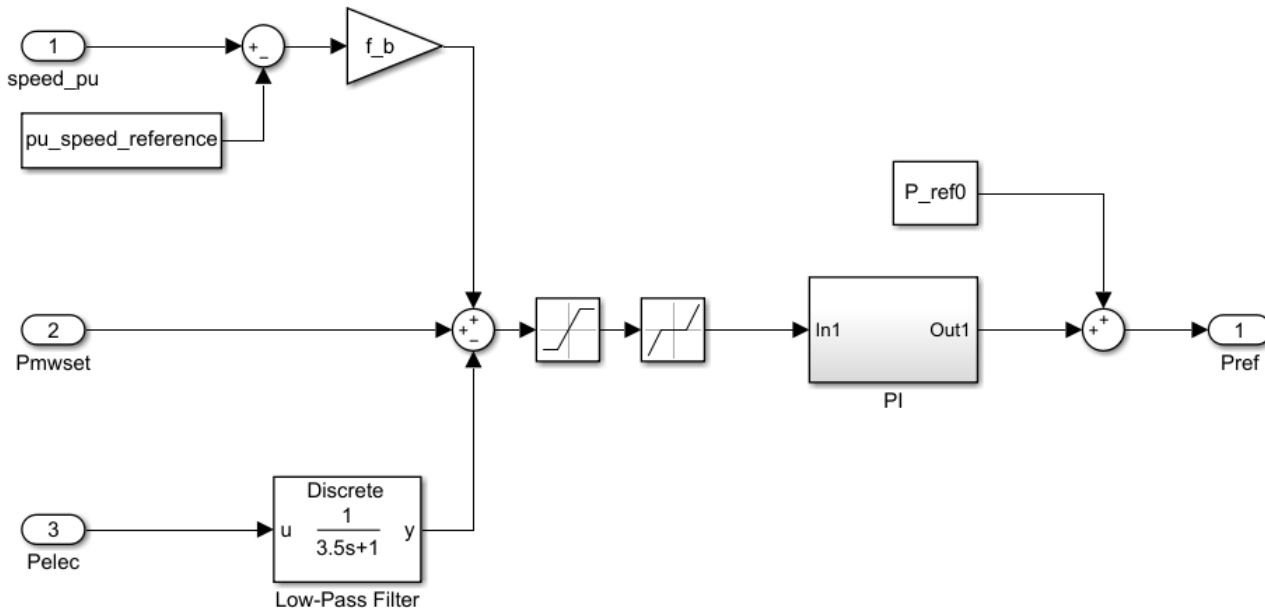 1
speed_pu
+
−
f_b
pu_speed_reference
P_ref0
2
Pmwset
+
+
−
In1
Out1
PI
+
+
1
Pref
3
Pelec
Discrete
u
1
3.5s+1
y
Low-Pass Filter